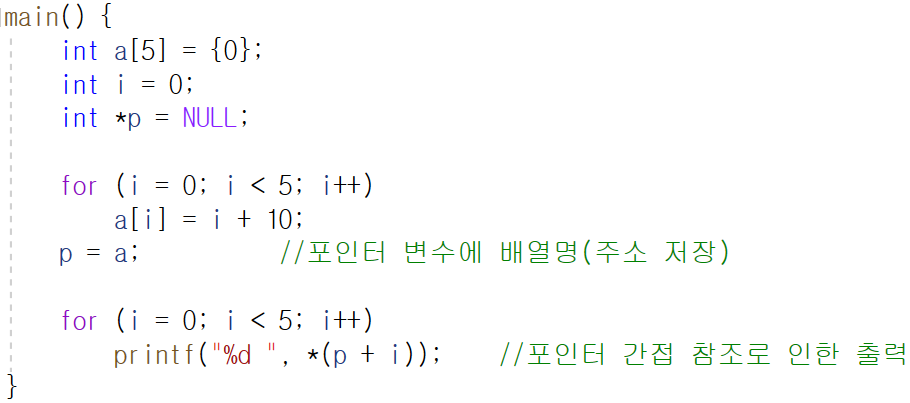 main() {
    int a[5] = {0};
    int i = 0;
    int *p = NULL;
    for (i = 0; i < 5; i++)
        a[i] = i + 10;
    p = a;          //포인터 변수에 배열명(주소 저장)
    for (i = 0; i < 5; i++)
        printf("%d ", *(p + i));    //포인터 간접 참조로 인한 출력
}